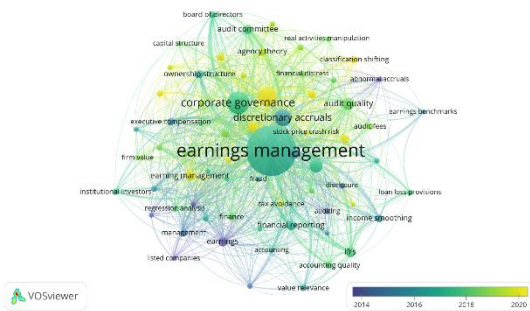 board of directors
audit committee
real activities manipulation
capital structure
agency theory
classification shifting
ownership structure
financial distress
abnormal accruals
corporate governance
audit quality
earnings benchmarks
discretionary accruals
executive compensation
audit fees
stock price crash risk
earnings management
firm value
earning management
fraud
disclosure
institutional investors
loan loss provisions
tax avoidance
regression analysis
auditing
finance
income smoothing
financial reporting
management
earnings
accounting
ifrs
listed companies
accounting quality
value relevance
VOSviewer
2014 2016 2018 2020